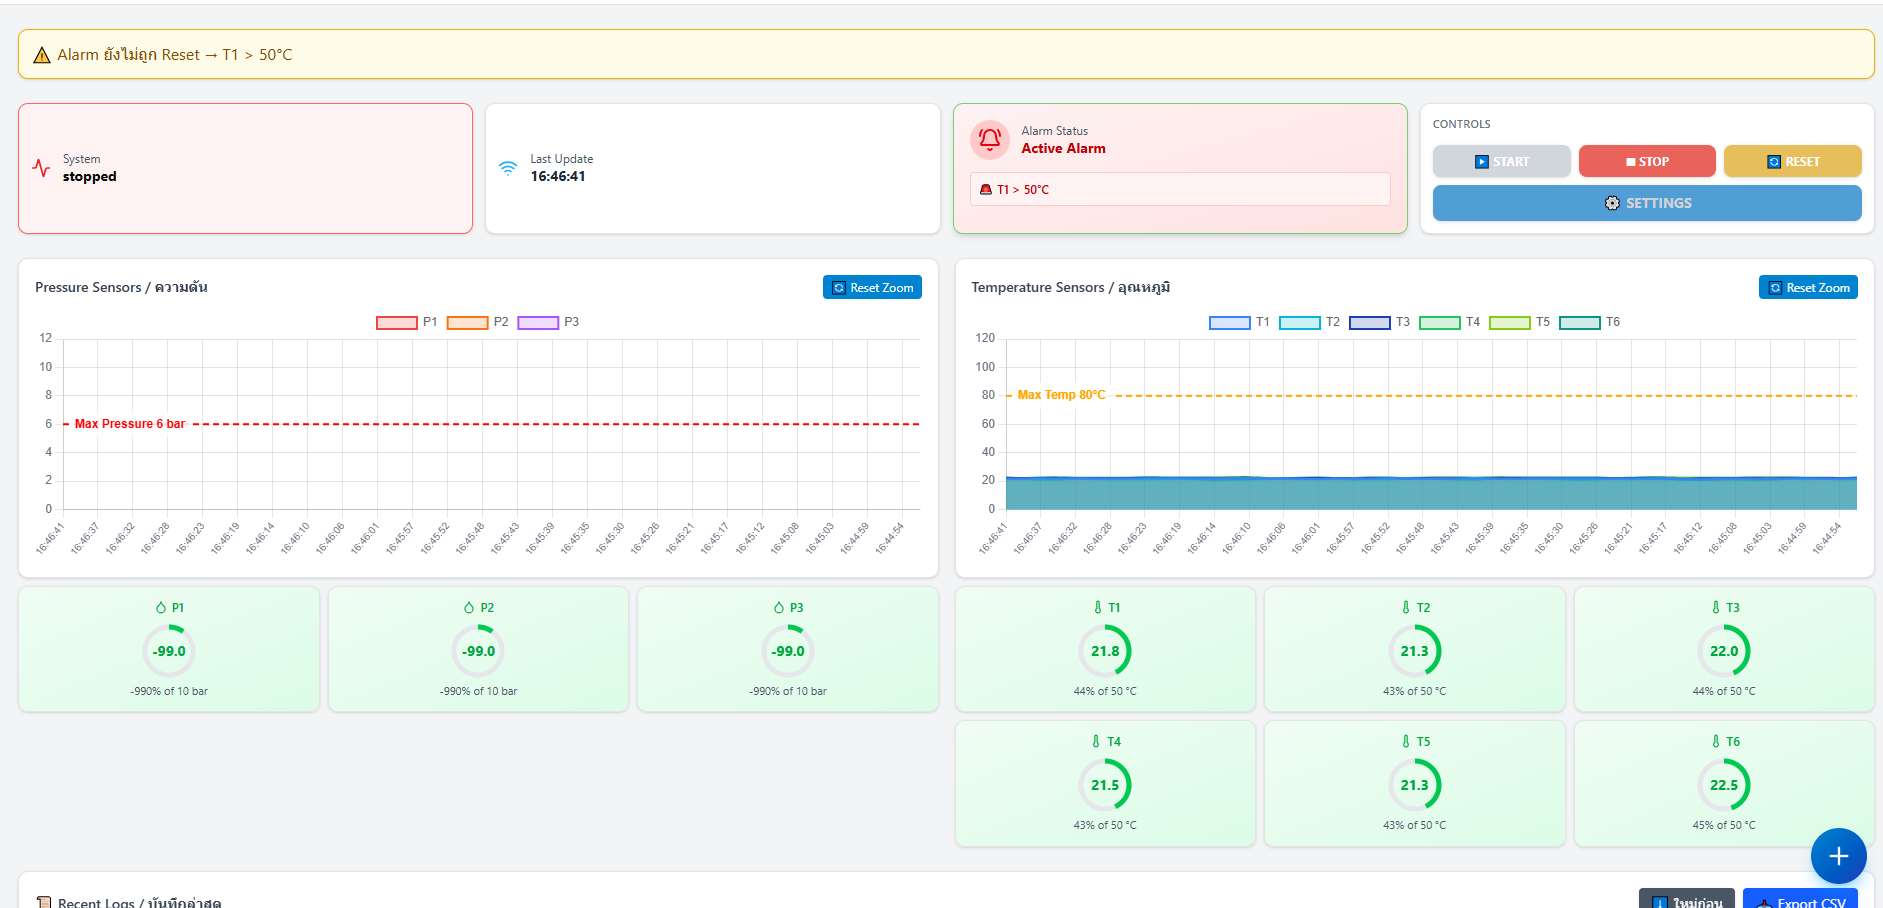 Alarm ยังไม่ถูก Reset → T1 > 50°C
System
stopped
Last Update
16:46:41
Alarm Status
Active Alarm
T1 > 50°C
CONTROLS
START
STOP
RESET
SETTINGS
Pressure Sensors / ความดัน
Reset Zoom
P1 P2 P3
12
10
8
6
4
2
0
Max Pressure 6 bar
16:46:41 16:46:37 16:46:32 16:46:28 16:46:23 16:46:19 16:46:14 16:46:10 16:46:06 16:46:01 16:45:57 16:45:52 16:45:48 16:45:43 16:45:39 16:45:35 16:45:30 16:45:26 16:45:21 16:45:17 16:45:12 16:45:08 16:45:03 16:44:59 16:44:54
Temperature Sensors / อุณหภูมิ
Reset Zoom
T1 T2 T3 T4 T5 T6
120
100
80
60
40
20
0
Max Temp 80°C
16:46:41 16:46:37 16:46:32 16:46:28 16:46:23 16:46:19 16:46:14 16:46:10 16:46:06 16:46:01 16:45:57 16:45:52 16:45:48 16:45:43 16:45:39 16:45:35 16:45:30 16:45:26 16:45:21 16:45:17 16:45:12 16:45:08 16:45:03 16:44:59 16:44:54
P1
-99.0
-990% of 10 bar
P2
-99.0
-990% of 10 bar
P3
-99.0
-990% of 10 bar
T1
21.8
44% of 50 °C
T2
21.3
43% of 50 °C
T3
22.0
44% of 50 °C
T4
21.5
43% of 50 °C
T5
21.3
43% of 50 °C
T6
22.5
45% of 50 °C
Recent Logs / บันทึกล่าสุด
ใหม่ก่อน
Export CSV